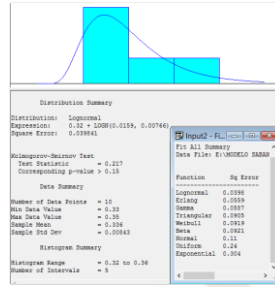 Distribution Summary
Distribution: Lognormal
Expression: 0.32 + LOGN(0.0159, 0.00766)
Square Error: 0.039841
Kolmogorov-Smirnov Test
Test Statistic = 0.217
Corresponding p-value > 0.15
Data Summary
Number of Data Points = 10
Min Data Value = 0.33
Max Data Value = 0.35
Sample Mean = 0.336
Sample Std Dev = 0.00843
Histogram Summary
Histogram Range = 0.32 to 0.36
Number of Intervals = 5
Input2 - Fi...
Fit All Summary
Data File: E:\MODELO SABAN
Function Sq Error
Lognormal 0.0398
Erlang 0.0559
Gamma 0.0587
Triangular 0.0905
Weibull 0.0919
Beta 0.0921
Normal 0.11
Uniform 0.24
Exponential 0.304